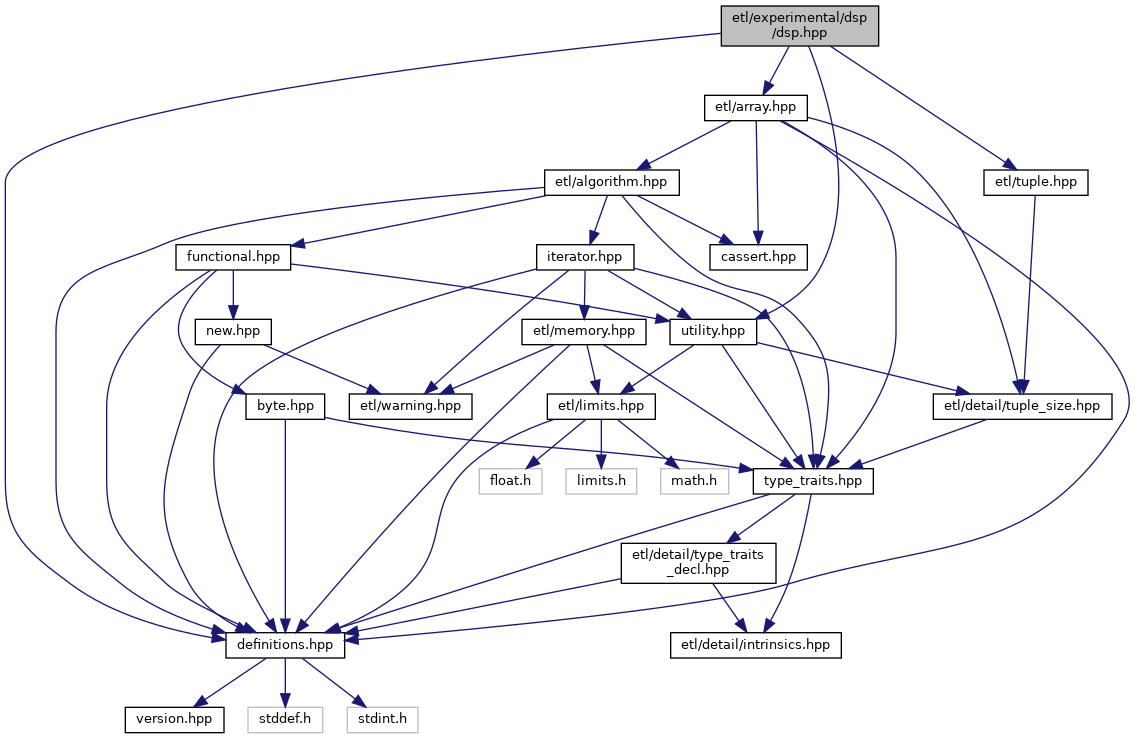 etl/experimental/dsp
/dsp.hpp
etl/array.hpp
etl/algorithm.hpp
etl/tuple.hpp
functional.hpp
iterator.hpp
cassert.hpp
new.hpp
etl/memory.hpp
utility.hpp
byte.hpp
etl/warning.hpp
etl/limits.hpp
etl/detail/tuple_size.hpp
float.h
limits.h
math.h
type_traits.hpp
etl/detail/type_traits
_decl.hpp
definitions.hpp
etl/detail/intrinsics.hpp
version.hpp
stddef.h
stdint.h